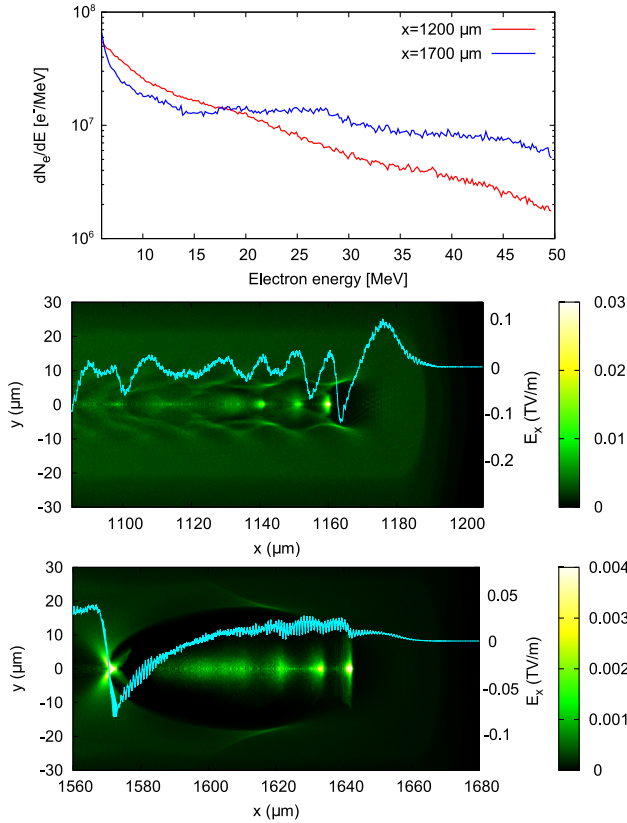 10^8
x=1200 µm
x=1700 µm
dN_e/dE [e^-/MeV]
10^7
10^6
10 15 20 25 30 35 40 45 50
Electron energy [MeV]
30
20
10
0
-10
-20
-30
y (µm)
0.1
0
-0.1
-0.2
E_x (TV/m)
0.03
0.02
0.01
0
1100 1120 1140 1160 1180 1200
x (µm)
30
20
10
0
-10
-20
-30
y (µm)
0.05
0
-0.05
-0.1
E_x (TV/m)
0.004
0.003
0.002
0.001
0
1560 1580 1600 1620 1640 1660 1680
x (µm)